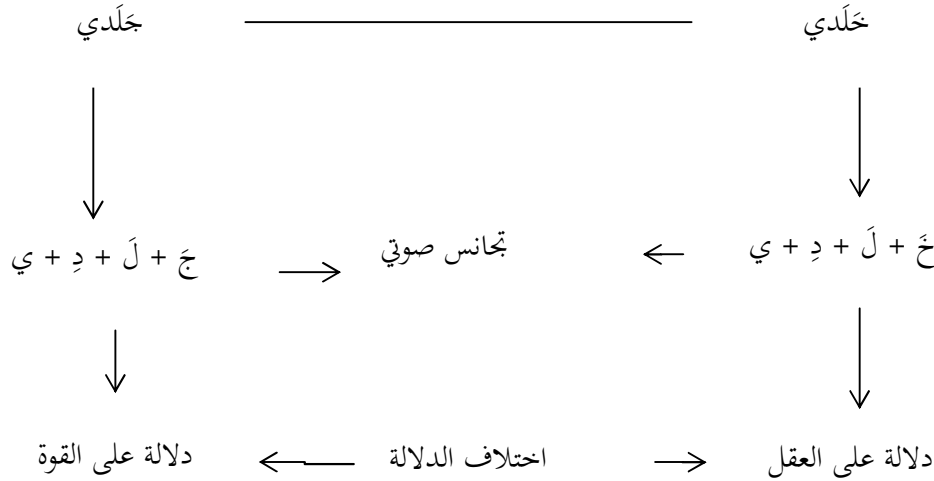 خَلَدي جَلَدي
خَ + لَ + دِ + ي تجانس صوتي جَ + لَ + دِ + ي
دلالة على العقل اختلاف الدلالة دلالة على القوة